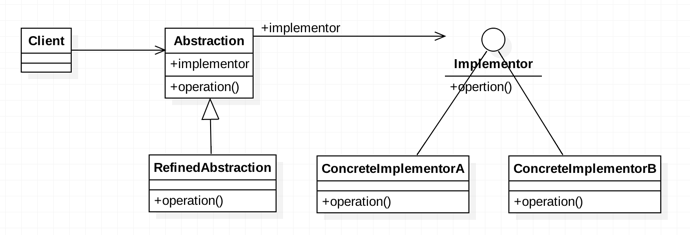 Client
Abstraction
+implementor
+operation()
+implementor
Implementor
+opertion()
RefinedAbstraction
+operation()
ConcreteImplementorA
+operation()
ConcreteImplementorB
+operation()